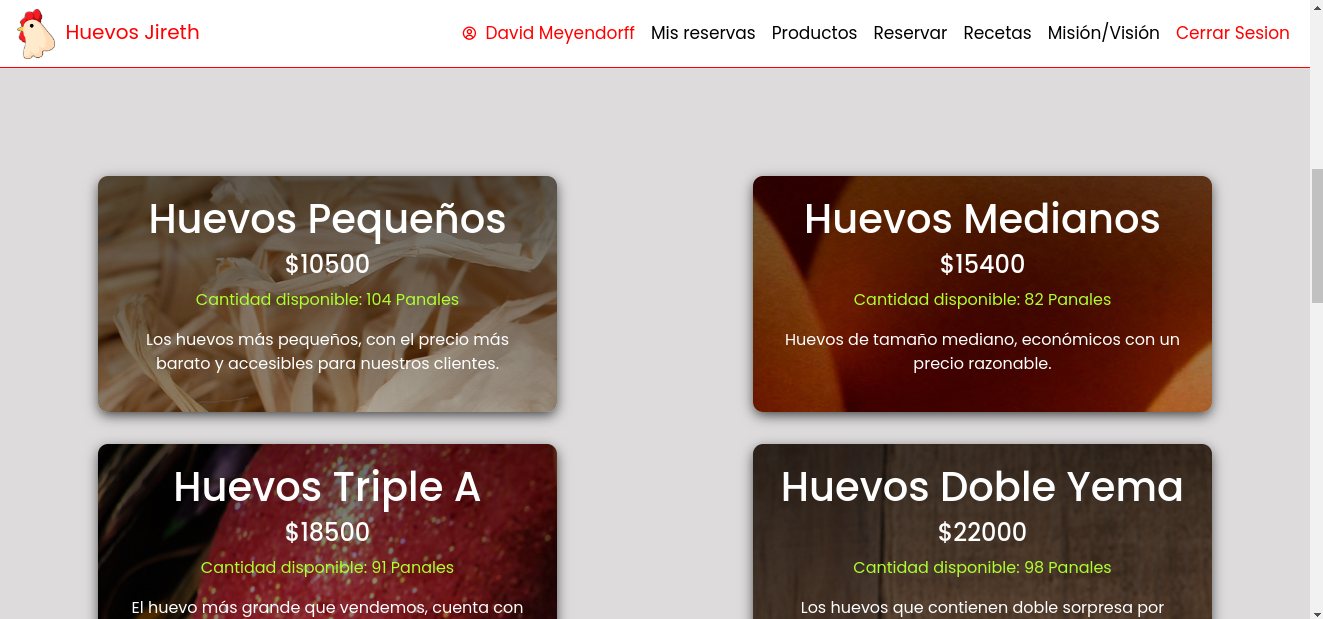 Huevos Jireth
David Meyendorff Mis reservas Productos Reservar Recetas Misión/Visión Cerrar Sesion
Huevos Pequeños
$10500
Cantidad disponible: 104 Panales
Los huevos más pequeños, con el precio más
barato y accesibles para nuestros clientes.
Huevos Medianos
$15400
Cantidad disponible: 82 Panales
Huevos de tamaño mediano, económicos con un
precio razonable.
Huevos Triple A
$18500
Cantidad disponible: 91 Panales
El huevo más grande que vendemos, cuenta con
Huevos Doble Yema
$22000
Cantidad disponible: 98 Panales
Los huevos que contienen doble sorpresa por